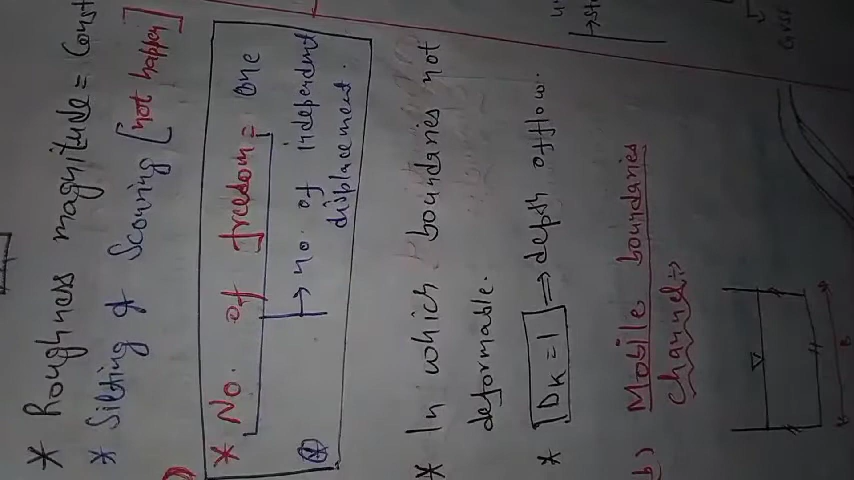 * Roughness magnitude = Const
* Silting & Scouring [not happen]
* No. of freedom = one
→ no. of independent
displacement.
* In which boundaries not
deformable.
* [Dk = 1] ⇒ depth of flow.
b) Mobile boundaries
channel :-
∇
B